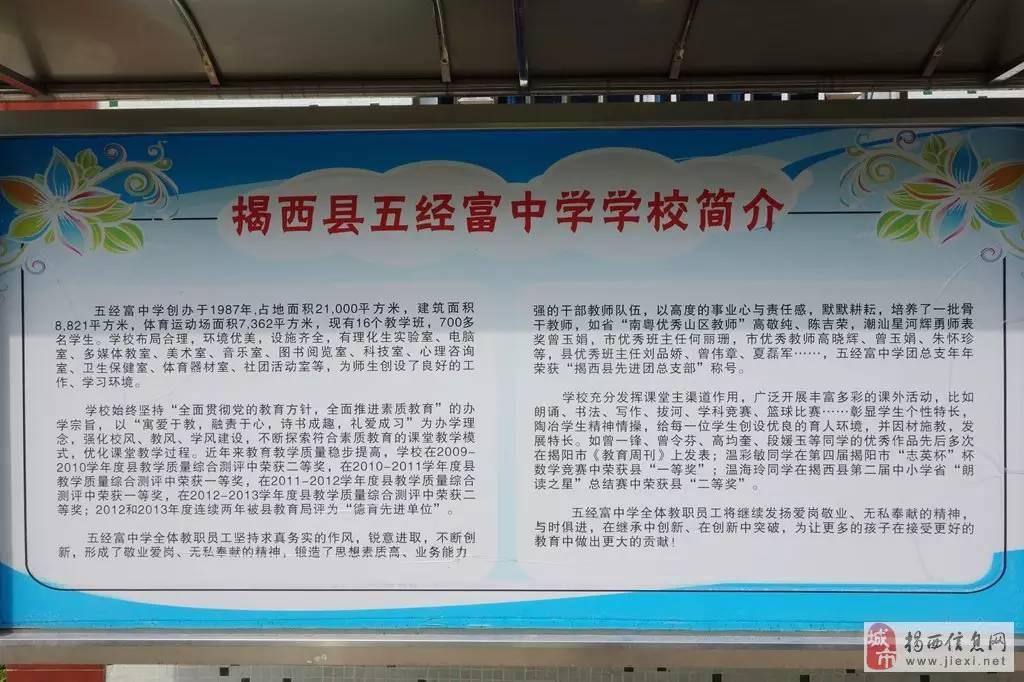 揭西县五经富中学学校简介
五经富中学创办于1987年,占地面积21,000平方米，建筑面积
8,821平方米，体育运动场面积7,362平方米，现有16个教学班，700多
名学生。学校布局合理，环境优美，设施齐全，有理化生实验室、电脑
室、多媒体教室、美术室、音乐室、图书阅览室、科技室、心理咨询
室、卫生保健室、体育器材室、社团活动室等，为师生创设了良好的工
作、学习环境。
学校始终坚持“全面贯彻党的教育方针，全面推进素质教育”的办
学宗旨，以“寓爱于教，融责于心，诗书成趣，礼爱成习”为办学理
念，强化校风、教风、学风建设，不断探索符合素质教育的课堂教学模
式，优化课堂教学过程。近年来教育教学质量稳步提高，学校在2009-
2010学年度县教学质量综合测评中荣获二等奖，在2010-2011学年度县
教学质量综合测评中荣获一等奖，在2011-2012学年度县教学质量综合
测评中荣获一等奖，在2012-2013学年度县教学质量综合测评中荣获二
等奖；2012和2013年度连续两年被县教育局评为“德育先进单位”。
五经富中学全体教职员工坚持求真务实的作风，锐意进取，不断创
新，形成了敬业爱岗、无私奉献的精神，锻造了思想素质高、业务能力
强的干部教师队伍，以高度的事业心与责任感，默默耕耘，培养了一批骨
干教师，如省“南粤优秀山区教师”高敬纯、陈吉荣，潮汕星河辉勇师表
奖曾玉娟，市优秀班主任何丽珊，市优秀教师高晓辉、曾玉娟、朱怀珍
等，县优秀班主任刘品娇、曾伟章、夏磊军……，五经富中学团总支年年
荣获“揭西县先进团总支部”称号。
学校充分发挥课堂主渠道作用，广泛开展丰富多彩的课外活动，比如
朗诵、书法、写作、拔河、学科竞赛、篮球比赛……彰显学生个性特长，
陶冶学生精神情操，给每一位学生创设优良的育人环境，并因材施教，发
展特长。如曾一锋、曾令芬、高均奎、段媛玉等同学的优秀作品先后多次
在揭阳市《教育周刊》上发表；温彩敏同学在第四届揭阳市“志英杯”杯
数学竞赛中荣获县“一等奖”；温海玲同学在揭西县第二届中小学省“朗
读之星”总结赛中荣获县“二等奖”。
五经富中学全体教职员工将继续发扬爱岗敬业、无私奉献的精神，
与时俱进，在继承中创新、在创新中突破，为让更多的孩子在接受更好的
教育中做出更大的贡献！
城市
揭西信息网
www.jiexi.net